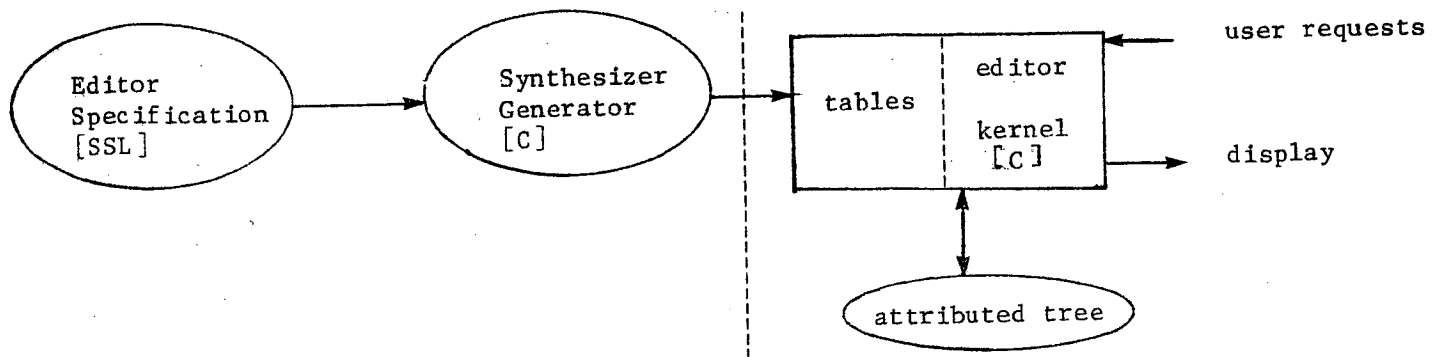 Editor
Specification
[SSL]
Synthesizer
Generator
[C]
tables
editor
kernel
[C]
user requests
display
attributed tree